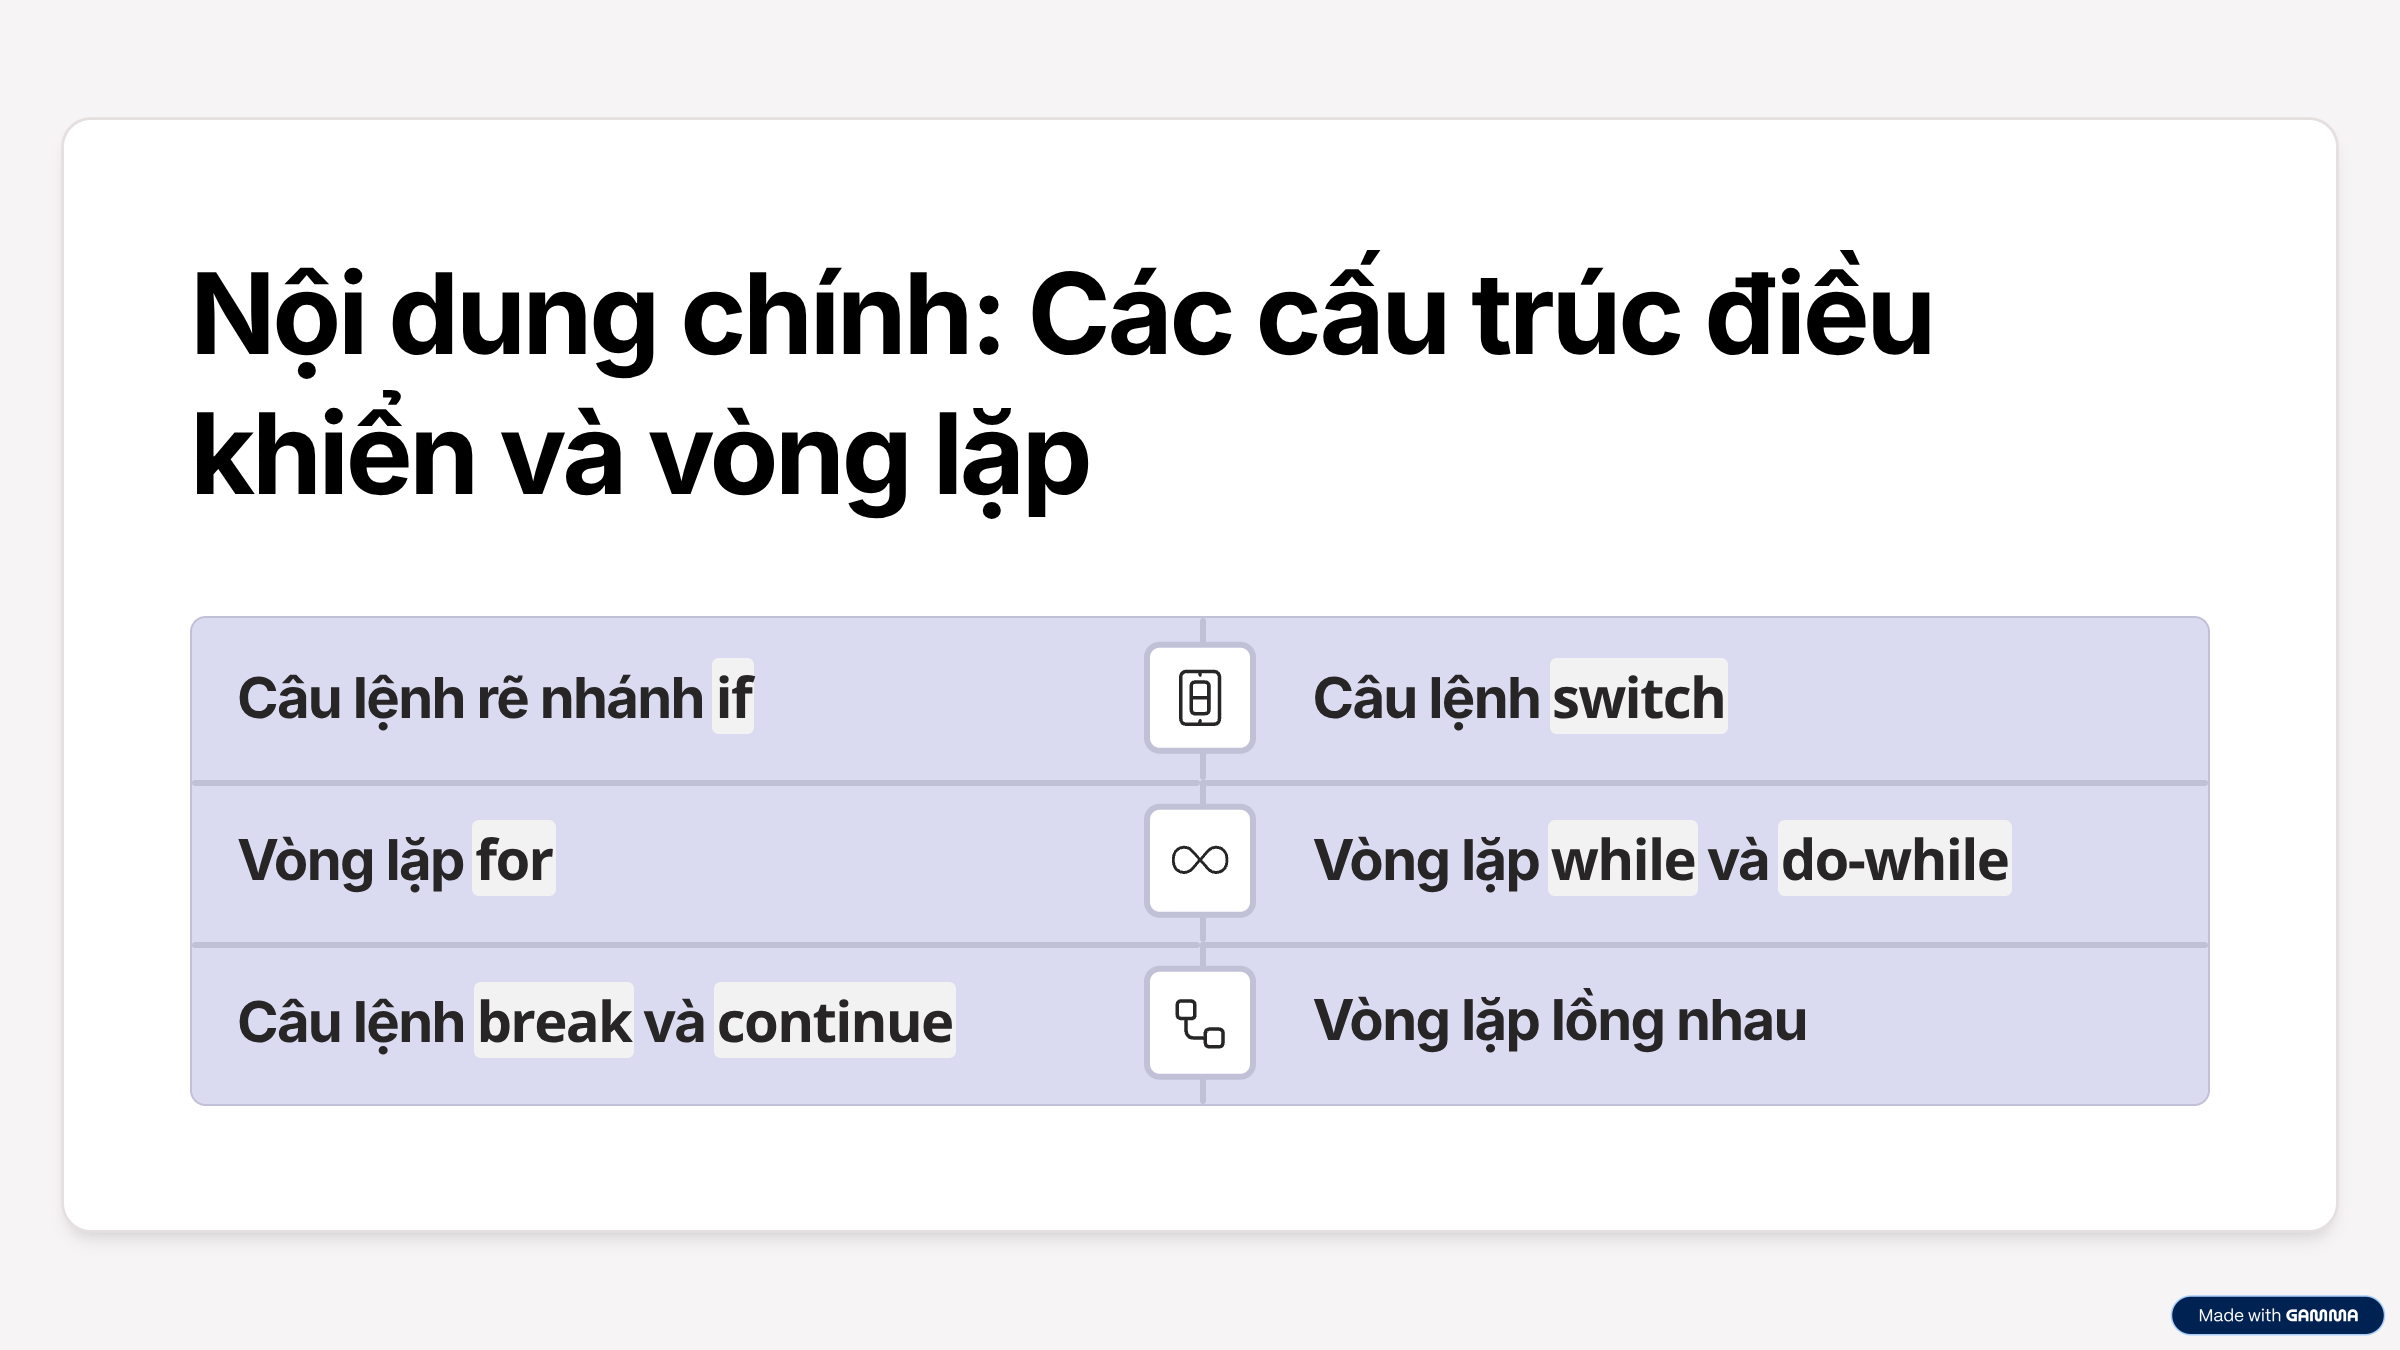 Nội dung chính: Các cấu trúc điều
khiển và vòng lặp
Câu lệnh rẽ nhánh if
Câu lệnh switch
Vòng lặp for
Vòng lặp while và do-while
Câu lệnh break và continue
Vòng lặp lồng nhau
Made with GAMMA